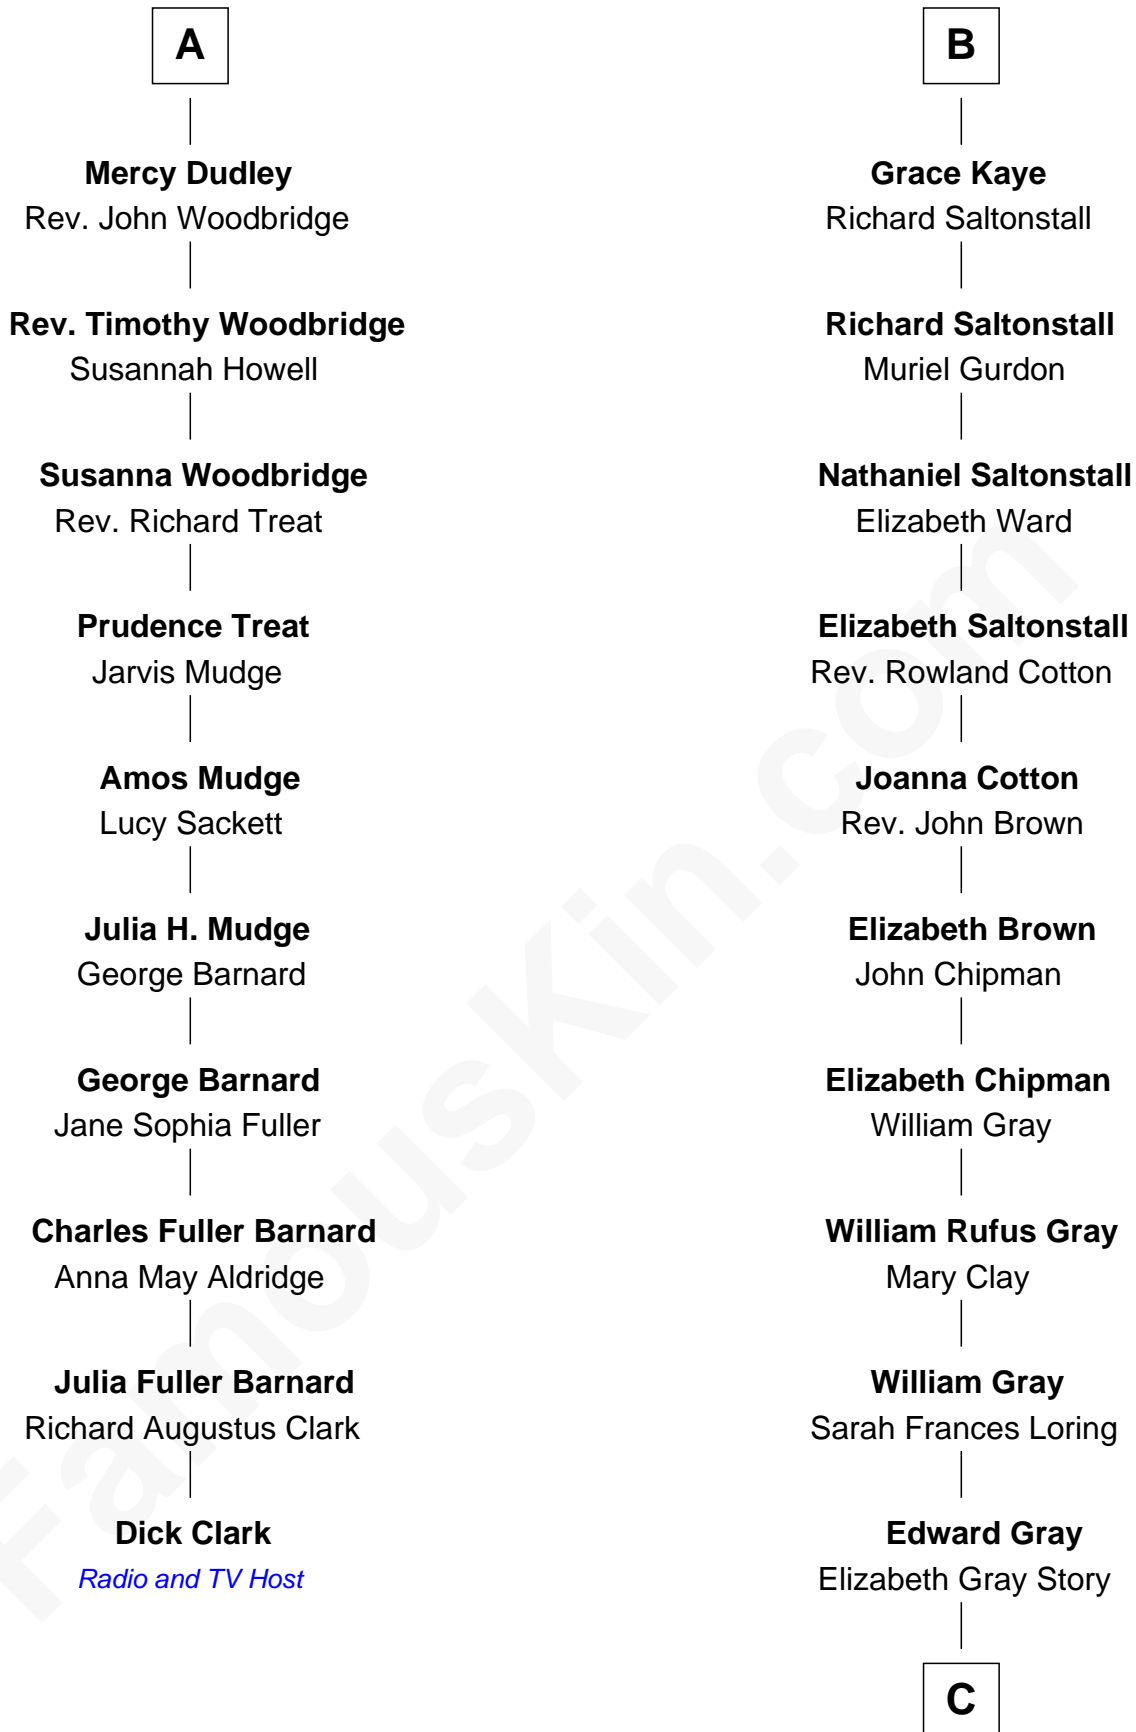 A
Mercy Dudley
Rev. John Woodbridge
Rev. Timothy Woodbridge
Susannah Howell
Susanna Woodbridge
Rev. Richard Treat
Prudence Treat
Jarvis Mudge
Amos Mudge
Lucy Sackett
Julia H. Mudge
George Barnard
George Barnard
Jane Sophia Fuller
Charles Fuller Barnard
Anna May Aldridge
Julia Fuller Barnard
Richard Augustus Clark
Dick Clark
Radio and TV Host
B
Grace Kaye
Richard Saltonstall
Richard Saltonstall
Muriel Gurdon
Nathaniel Saltonstall
Elizabeth Ward
Elizabeth Saltonstall
Rev. Rowland Cotton
Joanna Cotton
Rev. John Brown
Elizabeth Brown
John Chipman
Elizabeth Chipman
William Gray
William Rufus Gray
Mary Clay
William Gray
Sarah Frances Loring
Edward Gray
Elizabeth Gray Story
C
FamousKin.com